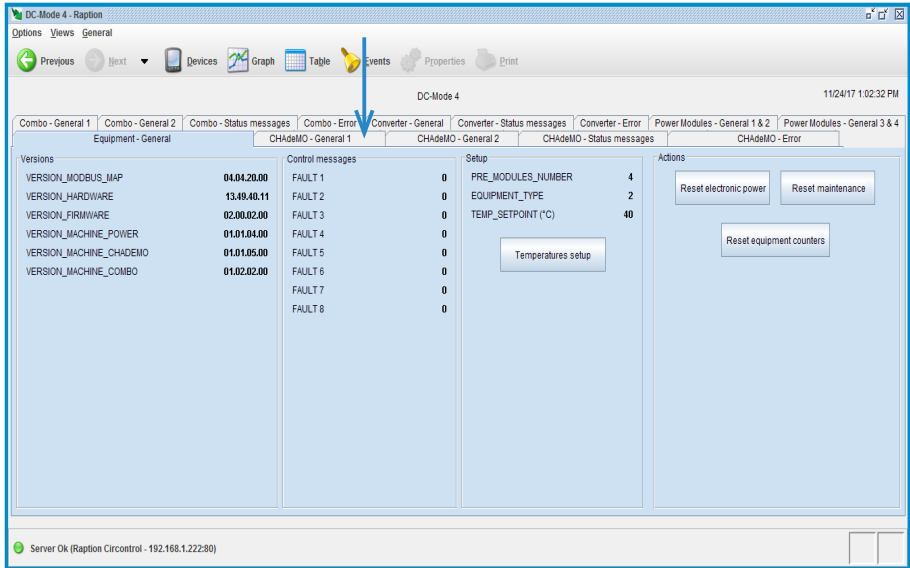 DC-Mode 4 - Raption
Options Views General
Previous Next Devices Graph Table Events Properties Print
DC-Mode 4
11/24/17 1:02:32 PM
Combo - General 1 Combo - General 2 Combo - Status messages Combo - Error Converter - General Converter - Status messages Converter - Error Power Modules - General 1 & 2 Power Modules - General 3 & 4
Equipment - General CHAdeMO - General 1 CHAdeMO - General 2 CHAdeMO - Status messages CHAdeMO - Error
Versions
VERSION_MODBUS_MAP 04.04.20.00
VERSION_HARDWARE 13.49.40.11
VERSION_FIRMWARE 02.00.02.00
VERSION_MACHINE_POWER 01.01.04.00
VERSION_MACHINE_CHADEMO 01.01.05.00
VERSION_MACHINE_COMBO 01.02.02.00
Control messages
FAULT 1 0
FAULT 2 0
FAULT 3 0
FAULT 4 0
FAULT 5 0
FAULT 6 0
FAULT 7 0
FAULT 8 0
Setup
PRE_MODULES_NUMBER 4
EQUIPMENT_TYPE 2
TEMP_SETPOINT (°C) 40
Temperatures setup
Actions
Reset electronic power Reset maintenance
Reset equipment counters
Server Ok (Raption Circontrol - 192.168.1.222:80)